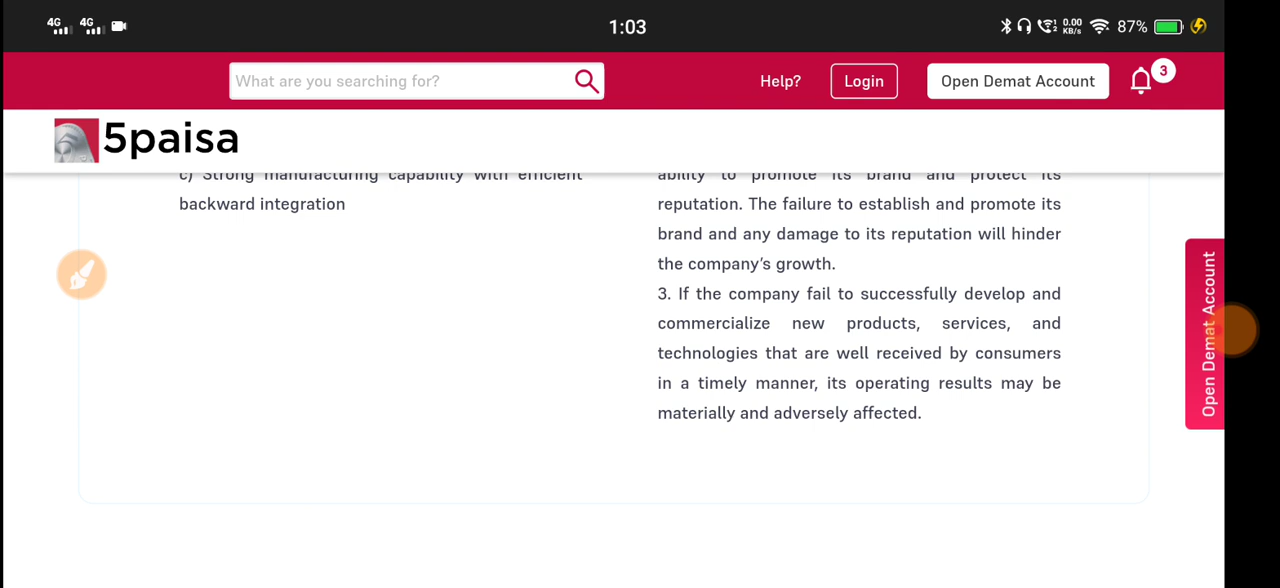 4G 4G 1:03 0.00 KB/s 87%
What are you searching for? Help? Login Open Demat Account 3
5paisa
c) Strong manufacturing capability with efficient
backward integration
ability to promote its brand and protect its
reputation. The failure to establish and promote its
brand and any damage to its reputation will hinder
the company's growth.
3. If the company fail to successfully develop and
commercialize new products, services, and
technologies that are well received by consumers
in a timely manner, its operating results may be
materially and adversely affected.
Open Demat Account